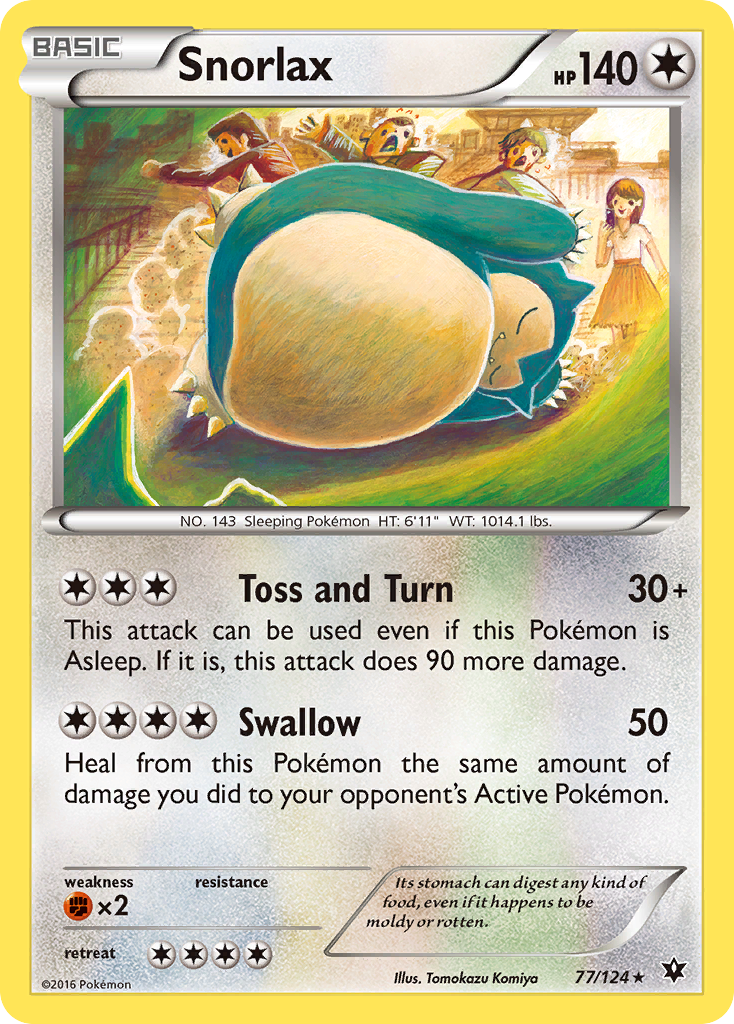 BASIC
Snorlax
HP140
NO. 143 Sleeping Pokémon HT: 6'11" WT: 1014.1 lbs.
Toss and Turn 30+
This attack can be used even if this Pokémon is
Asleep. If it is, this attack does 90 more damage.
Swallow 50
Heal from this Pokémon the same amount of
damage you did to your opponent's Active Pokémon.
weakness resistance
×2
Its stomach can digest any kind of
food, even if it happens to be
moldy or rotten.
retreat
©2016 Pokémon
Illus. Tomokazu Komiya
77/124★